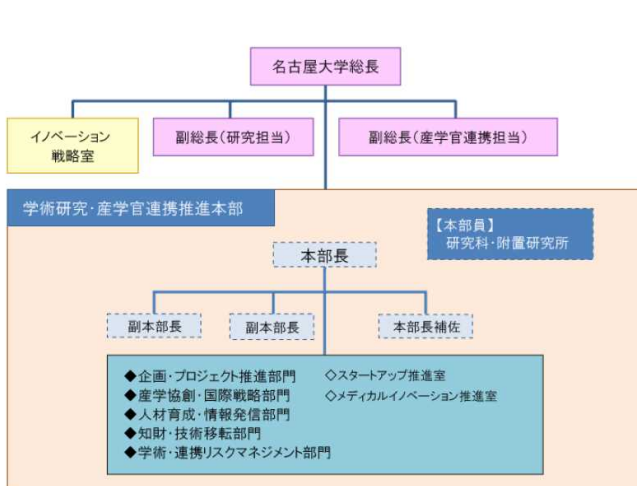 名古屋大学総長
イノベーション
戦略室
副総長(研究担当)
副総長(産学官連携担当)
学術研究・産学官連携推進本部
【本部員】
研究科・附置研究所
本部長
副本部長
副本部長
本部長補佐
◆企画・プロジェクト推進部門
◇スタートアップ推進室
◆産学協創・国際戦略部門
◇メディカルイノベーション推進室
◆人材育成・情報発信部門
◆知財・技術移転部門
◆学術・連携リスクマネジメント部門